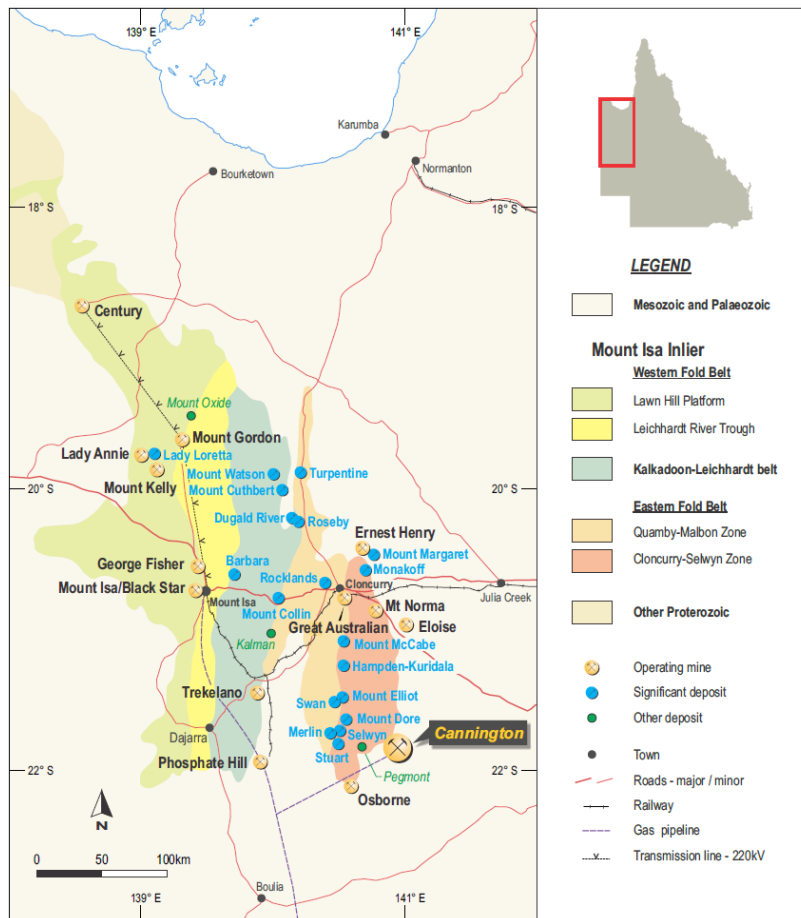 139° E
141° E
Karumba
Normanton
Bourketown
18° S
18° S
Century
Mount Oxide
Mount Gordon
Lady Annie
Lady Loretta
Mount Kelly
Mount Watson
Turpentine
20° S
20° S
Mount Cuthbert
Dugald River
Roseby
Ernest Henry
Mount Margaret
George Fisher
Barbara
Monakoff
Rocklands
Cloncurry
Mount Isa/Black Star
Mount Isa
Julia Creek
Mount Collin
Mt Norma
Great Australian
Eloise
Kalman
Mount McCabe
Hampden-Kuridala
Trekelano
Swan
Mount Elliot
Mount Dore
Dajarra
Merlin
Selwyn
Cannington
Stuart
Phosphate Hill
Pegmont
22° S
22° S
Osborne
N
0 50 100km
Boulia
139° E
141° E
LEGEND
Mesozoic and Palaeozoic
Mount Isa Inlier
Western Fold Belt
Lawn Hill Platform
Leichhardt River Trough
Kalkadoon-Leichhardt belt
Eastern Fold Belt
Quamby-Malbon Zone
Cloncurry-Selwyn Zone
Other Proterozoic
Operating mine
Significant deposit
Other deposit
Town
Roads - major / minor
Railway
Gas pipeline
Transmission line - 220kV